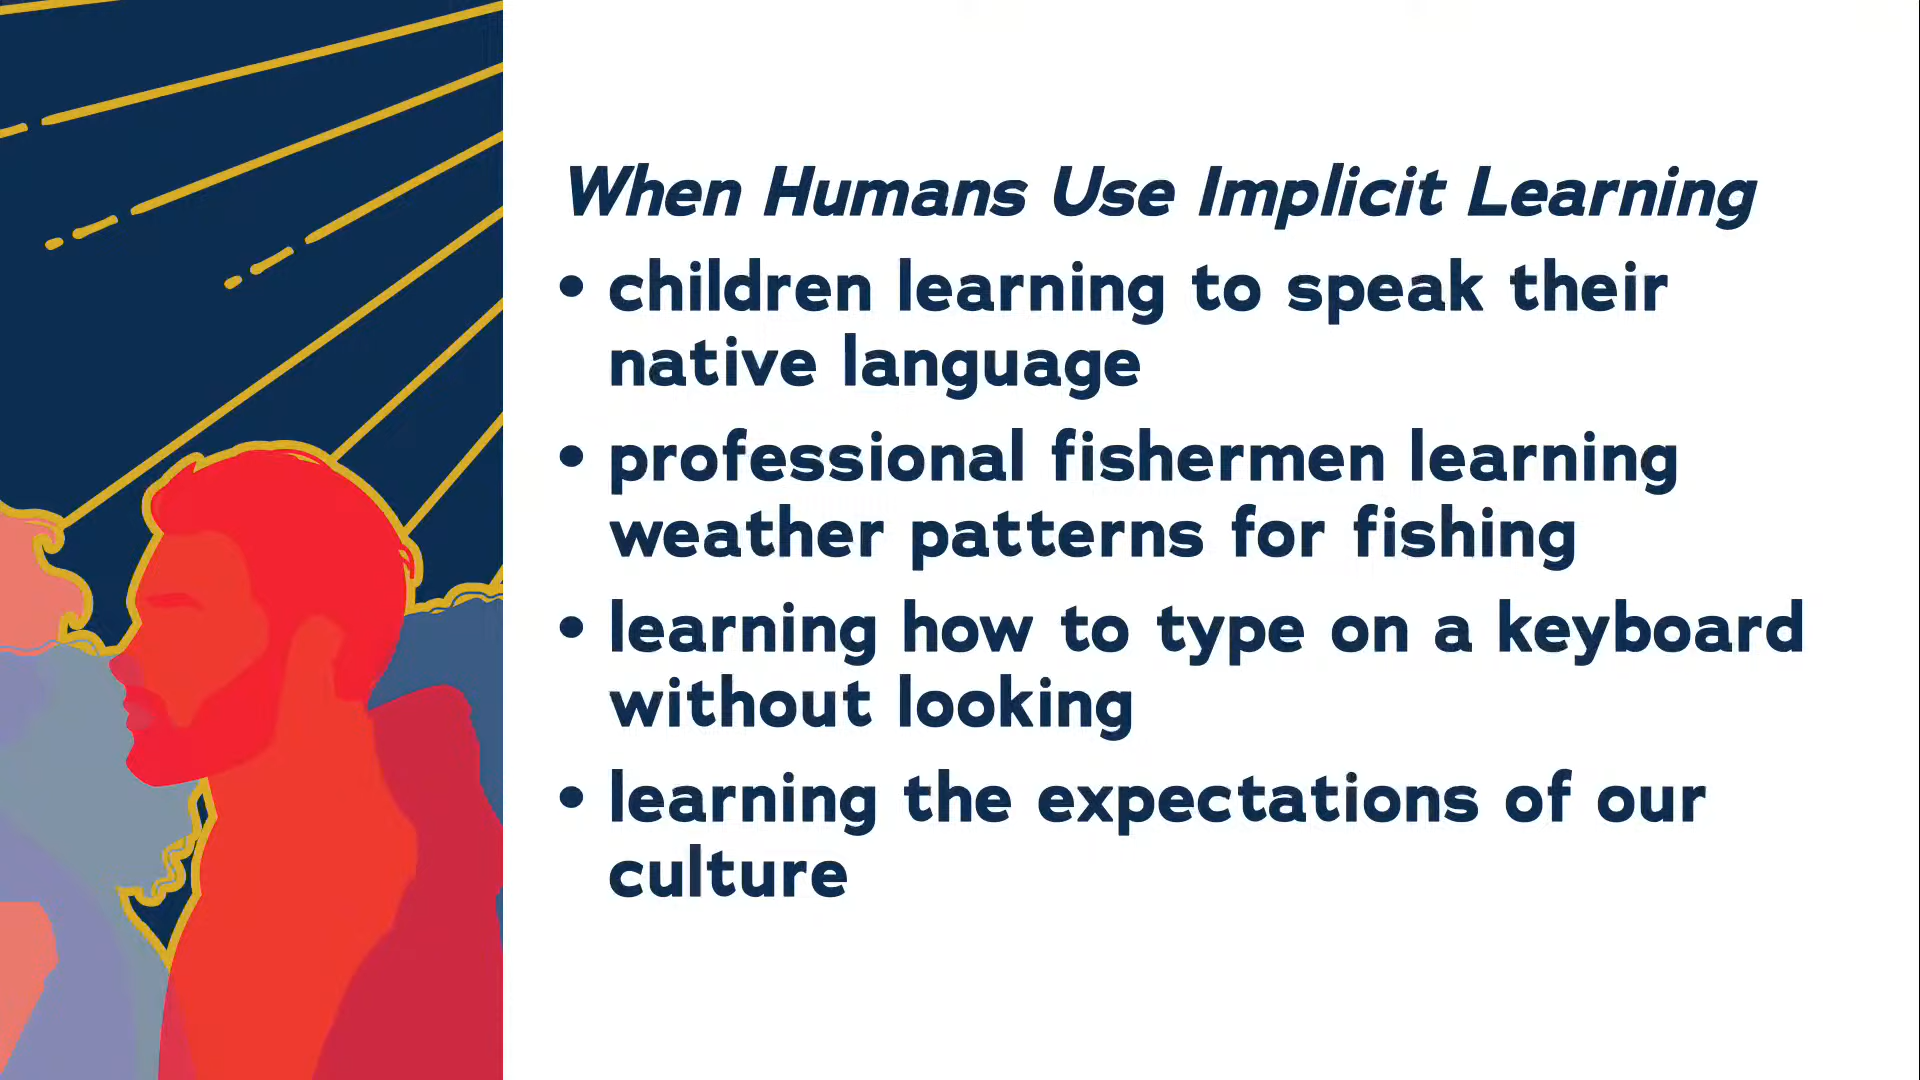 When Humans Use Implicit Learning
• children learning to speak their
native language
• professional fishermen learning
weather patterns for fishing
• learning how to type on a keyboard
without looking
• learning the expectations of our
culture